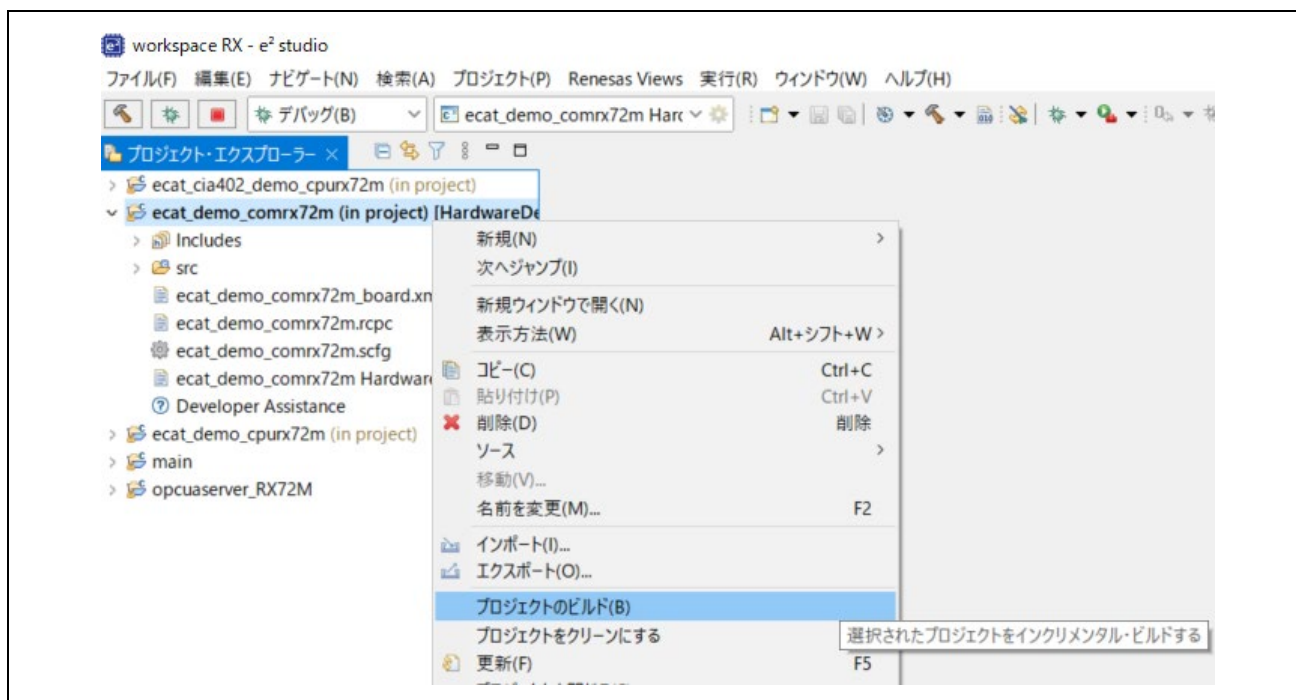 workspace RX - e² studio
ファイル(F) 編集(E) ナビゲート(N) 検索(A) プロジェクト(P) Renesas Views 実行(R) ウィンドウ(W) ヘルプ(H)
デバッグ(B) ecat_demo_comrx72m Harc
プロジェクト・エクスプローラー
ecat_cia402_demo_cpurx72m (in project)
ecat_demo_comrx72m (in project) [HardwareDe
Includes
src
ecat_demo_comrx72m_board.xm
ecat_demo_comrx72m.rcpc
ecat_demo_comrx72m.scfg
ecat_demo_comrx72m Hardwar
Developer Assistance
ecat_demo_cpurx72m (in project)
main
opcuaserver_RX72M
新規(N)
次へジャンプ(I)
新規ウィンドウで開く(N)
表示方法(W) Alt+シフト+W
コピー(C) Ctrl+C
貼り付け(P) Ctrl+V
削除(D) 削除
ソース
移動(V)...
名前を変更(M)... F2
インポート(I)...
エクスポート(O)...
プロジェクトのビルド(B)
プロジェクトをクリーンにする
選択されたプロジェクトをインクリメンタル・ビルドする
更新(F) F5